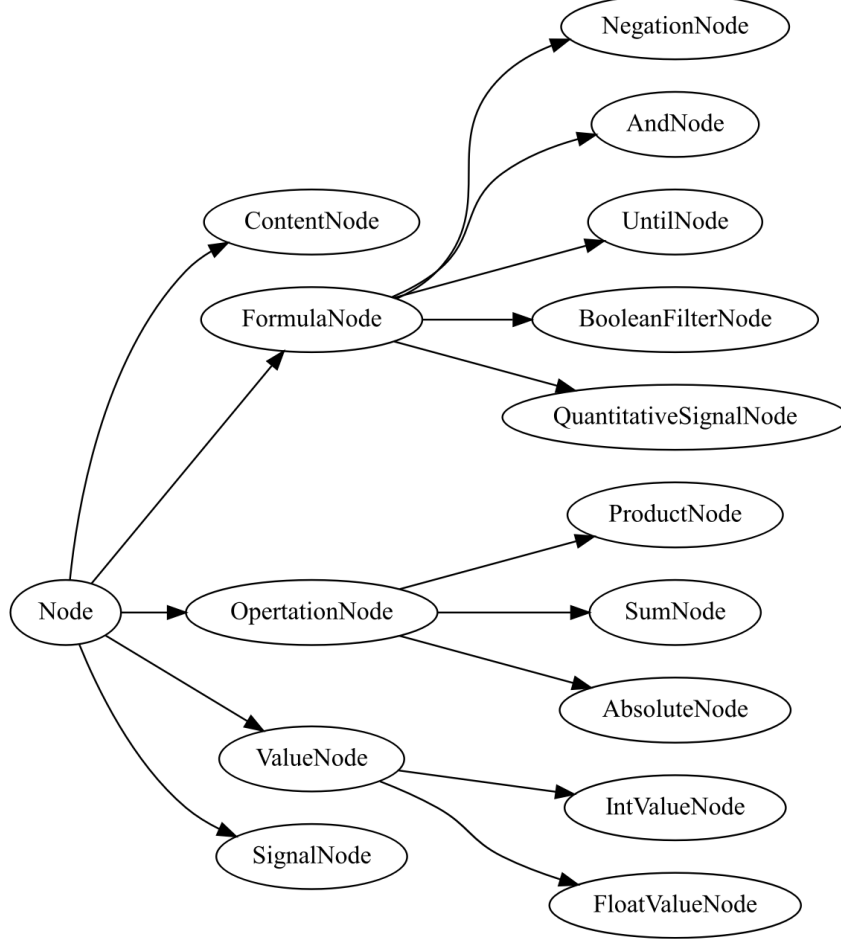 NegationNode
AndNode
ContentNode
UntilNode
FormulaNode
BooleanFilterNode
QuantitativeSignalNode
ProductNode
Node
OpertationNode
SumNode
AbsoluteNode
ValueNode
IntValueNode
SignalNode
FloatValueNode